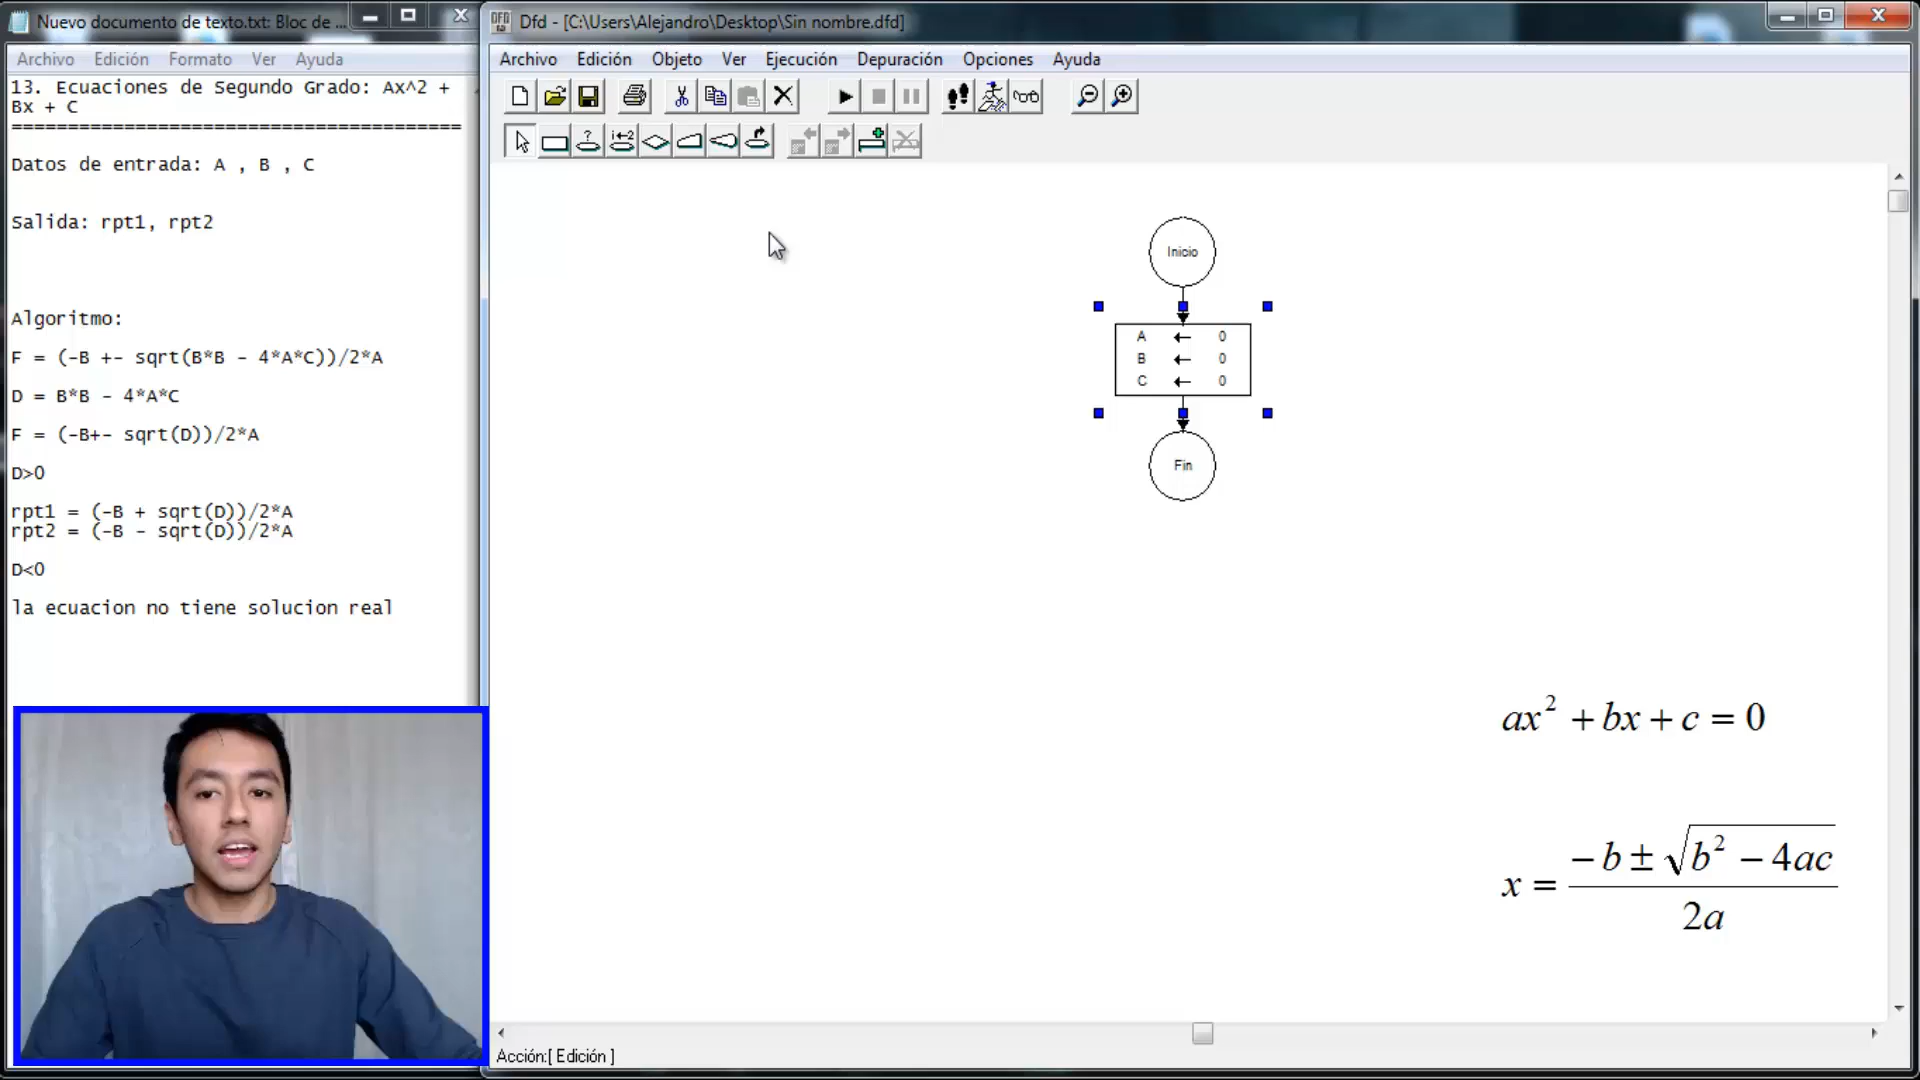 Nuevo documento de texto.txt: Bloc de ...
Archivo Edición Formato Ver Ayuda
13. Ecuaciones de Segundo Grado: Ax^2 +
Bx + C
========================================
Datos de entrada: A , B , C
Salida: rpt1, rpt2
Algoritmo:
F = (-B +- sqrt(B*B - 4*A*C))/2*A
D = B*B - 4*A*C
F = (-B+- sqrt(D))/2*A
D>0
rpt1 = (-B + sqrt(D))/2*A
rpt2 = (-B - sqrt(D))/2*A
D<0
la ecuacion no tiene solucion real
Dfd - [C:\Users\Alejandro\Desktop\Sin nombre.dfd]
Archivo Edición Objeto Ver Ejecución Depuración Opciones Ayuda
Inicio
A ← 0
B ← 0
C ← 0
Fin
ax² + bx + c = 0
x = (−b ± √(b² − 4ac)) / 2a
Acción:[ Edición ]